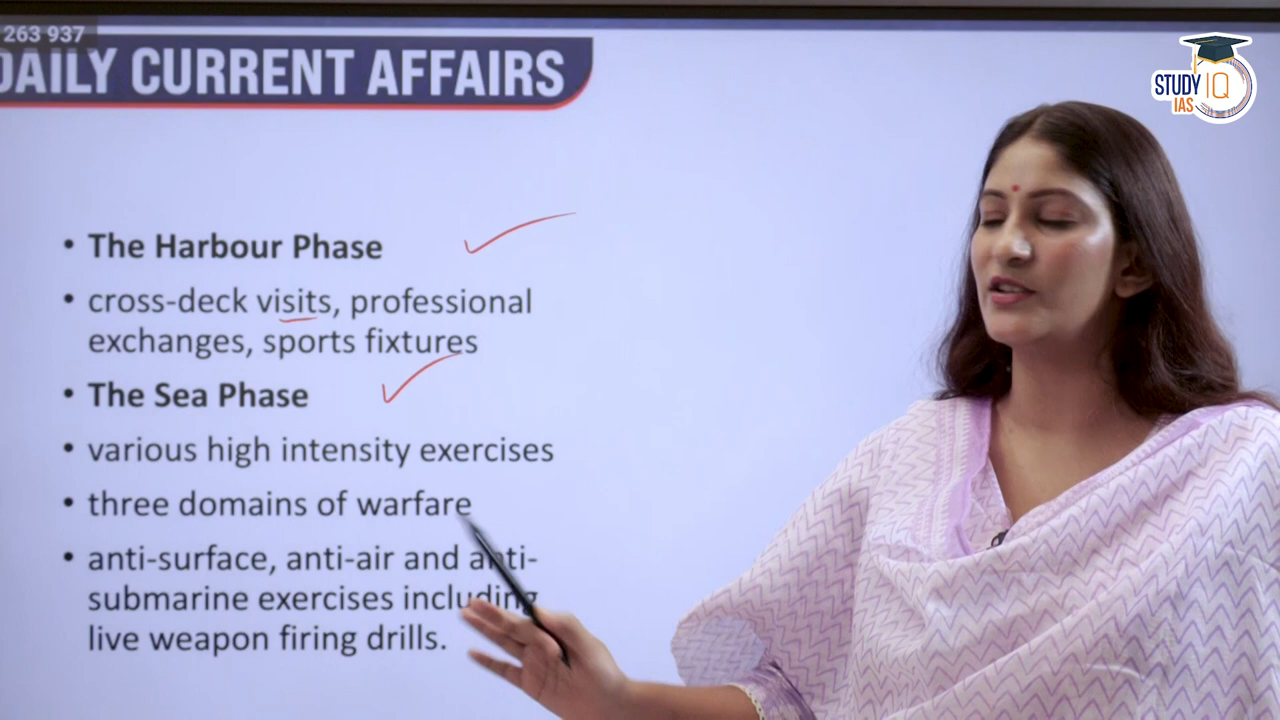 263 937
DAILY CURRENT AFFAIRS
STUDY IQ
IAS
• The Harbour Phase
• cross-deck visits, professional
exchanges, sports fixtures
• The Sea Phase
• various high intensity exercises
• three domains of warfare
• anti-surface, anti-air and anti-
submarine exercises including
live weapon firing drills.